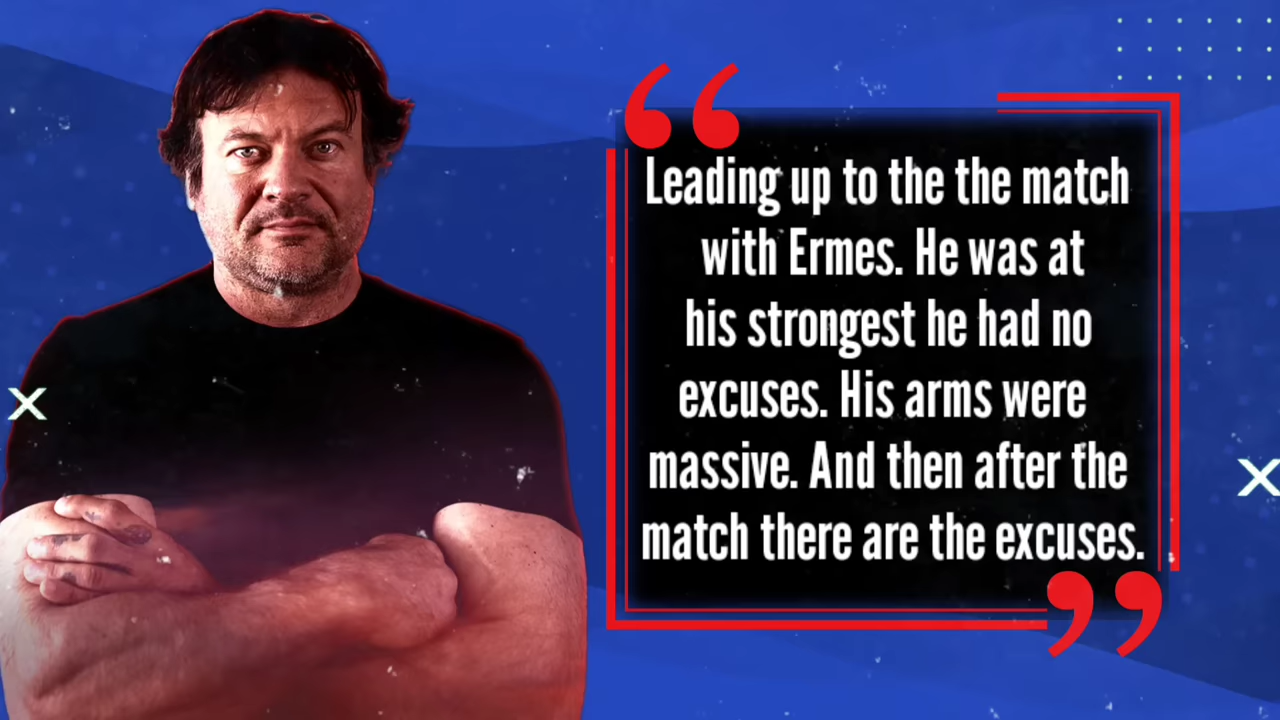 Leading up to the the match
with Ermes. He was at
his strongest he had no
excuses. His arms were
massive. And then after the
match there are the excuses.